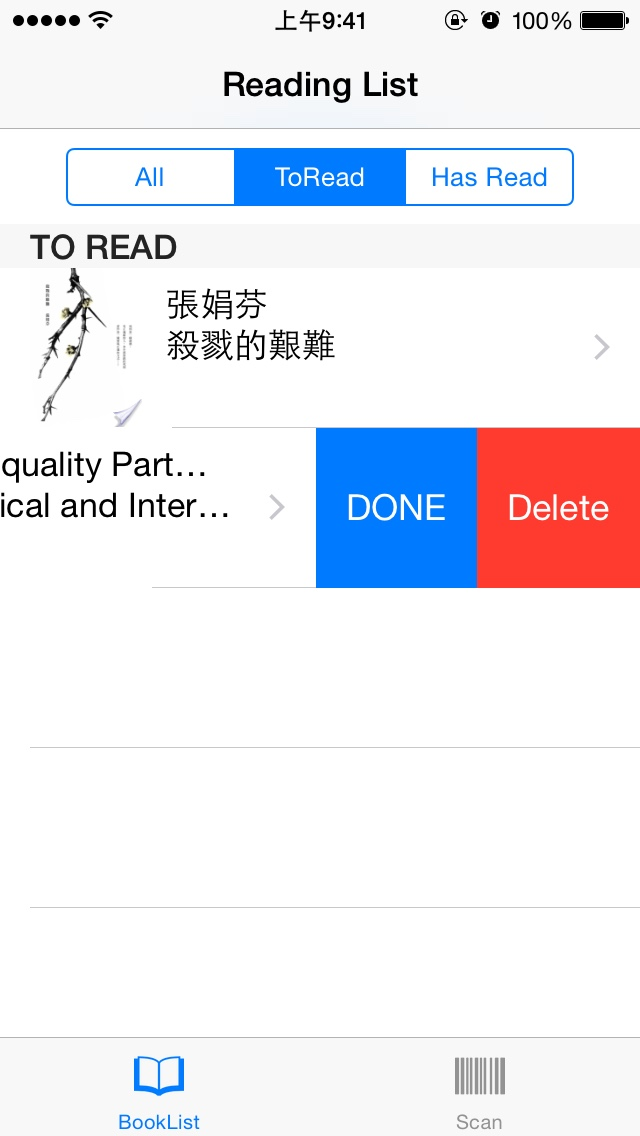 上午9:41
100%
Reading List
All
ToRead
Has Read
TO READ
張娟芬
殺戮的艱難
quality Part…
ical and Inter…
DONE
Delete
BookList
Scan